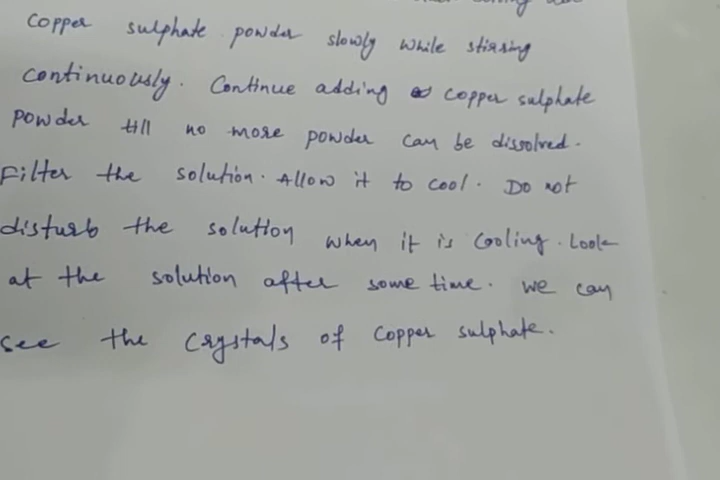 Copper sulphate powder slowly while stirring
continuously. Continue adding copper sulphate
powder till no more powder can be dissolved.
Filter the solution. Allow it to cool. Do not
disturb the solution when it is cooling. Look
at the solution after some time. We can
see the crystals of copper sulphate.